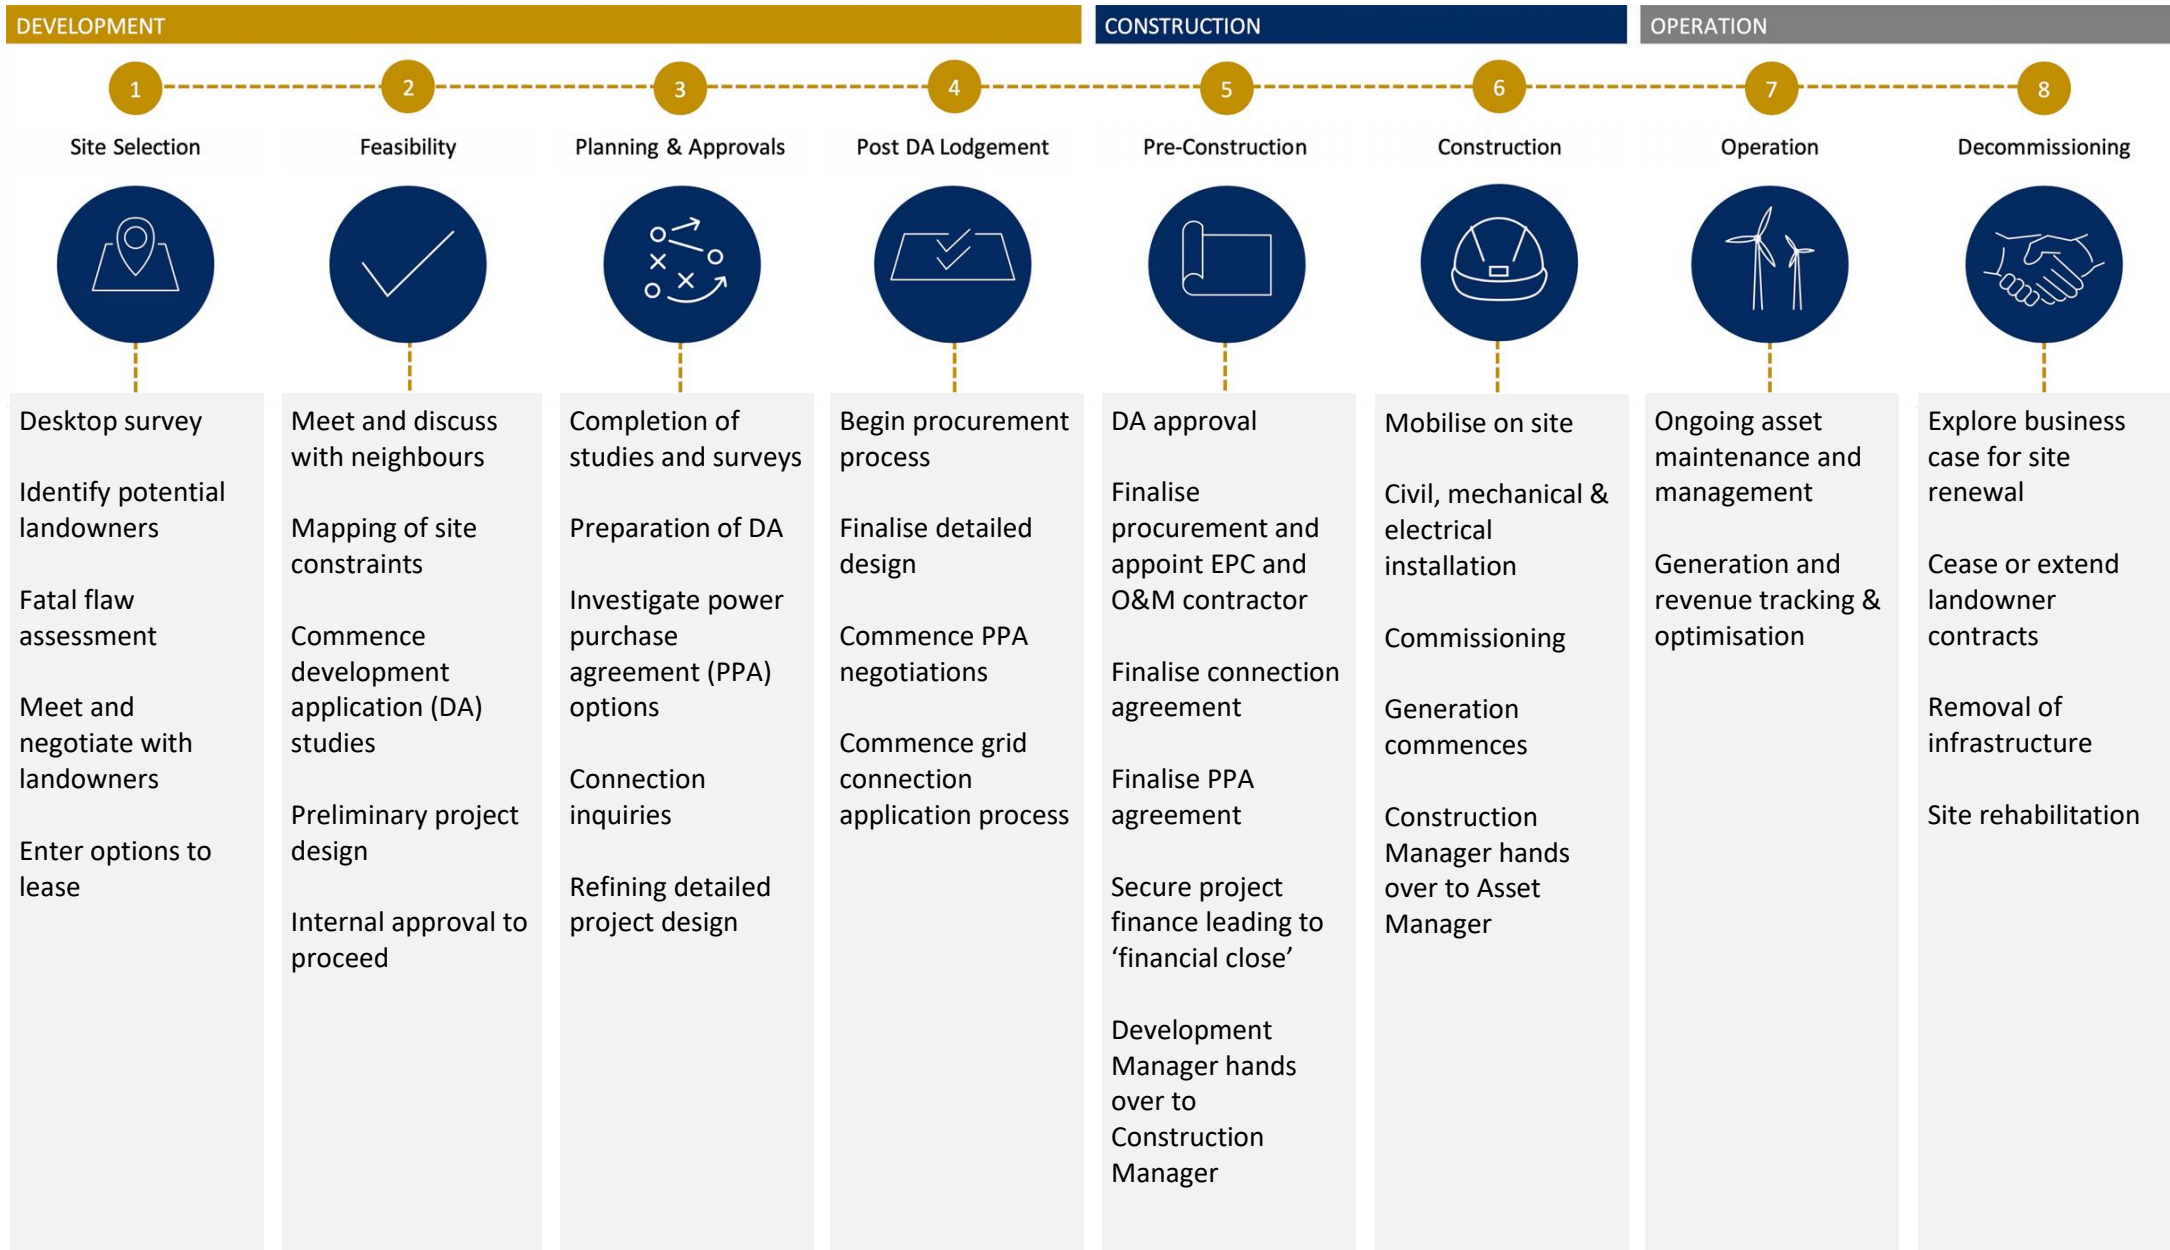 DEVELOPMENT
CONSTRUCTION
OPERATION
1
2
3
4
5
6
7
8
Site Selection
Feasibility
Planning & Approvals
Post DA Lodgement
Pre-Construction
Construction
Operation
Decommissioning
Desktop survey
Identify potential
landowners
Fatal flaw
assessment
Meet and
negotiate with
landowners
Enter options to
lease
Meet and discuss
with neighbours
Mapping of site
constraints
Commence
development
application (DA)
studies
Preliminary project
design
Internal approval to
proceed
Completion of
studies and surveys
Preparation of DA
Investigate power
purchase
agreement (PPA)
options
Connection
inquiries
Refining detailed
project design
Begin procurement
process
Finalise detailed
design
Commence PPA
negotiations
Commence grid
connection
application process
DA approval
Finalise
procurement and
appoint EPC and
O&M contractor
Finalise connection
agreement
Finalise PPA
agreement
Secure project
finance leading to
‘financial close’
Development
Manager hands
over to
Construction
Manager
Mobilise on site
Civil, mechanical &
electrical
installation
Commissioning
Generation
commences
Construction
Manager hands
over to Asset
Manager
Ongoing asset
maintenance and
management
Generation and
revenue tracking &
optimisation
Explore business
case for site
renewal
Cease or extend
landowner
contracts
Removal of
infrastructure
Site rehabilitation